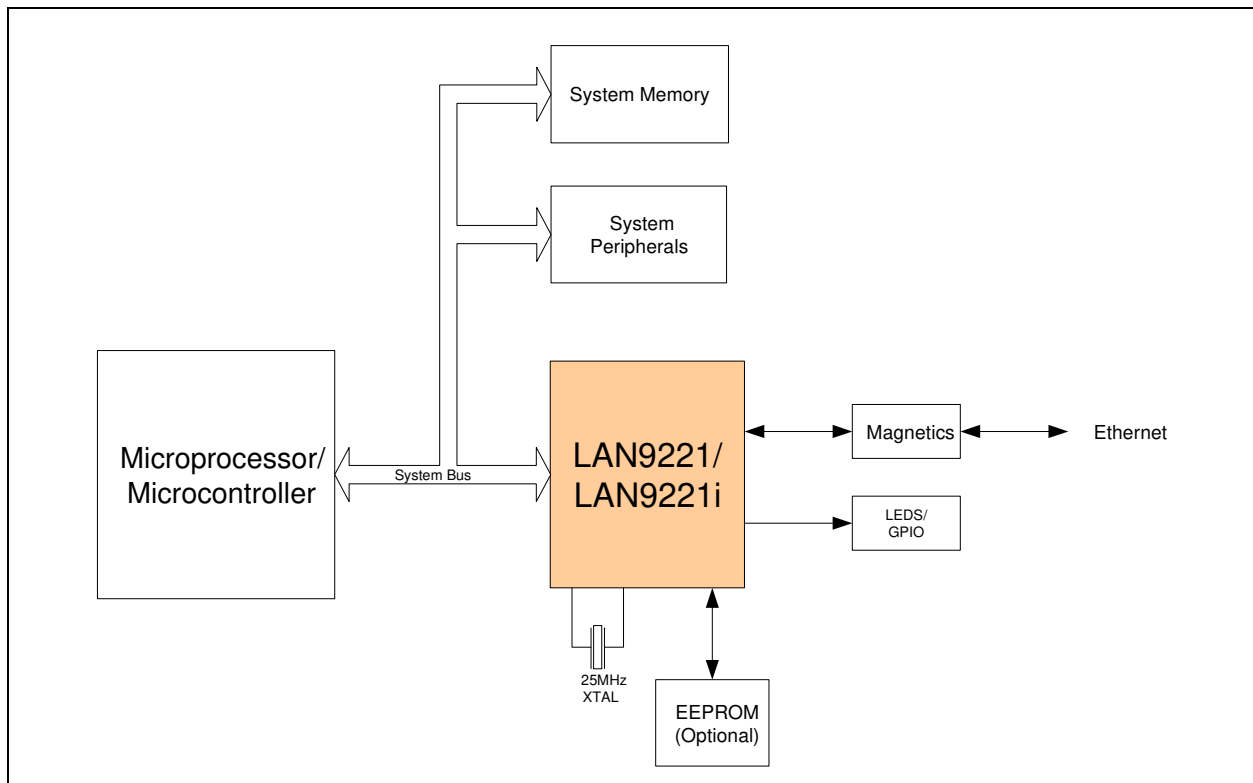 System Memory
System
Peripherals
Microprocessor/
Microcontroller
System Bus
LAN9221/
LAN9221i
Magnetics
Ethernet
LEDS/
GPIO
25MHz
XTAL
EEPROM
(Optional)